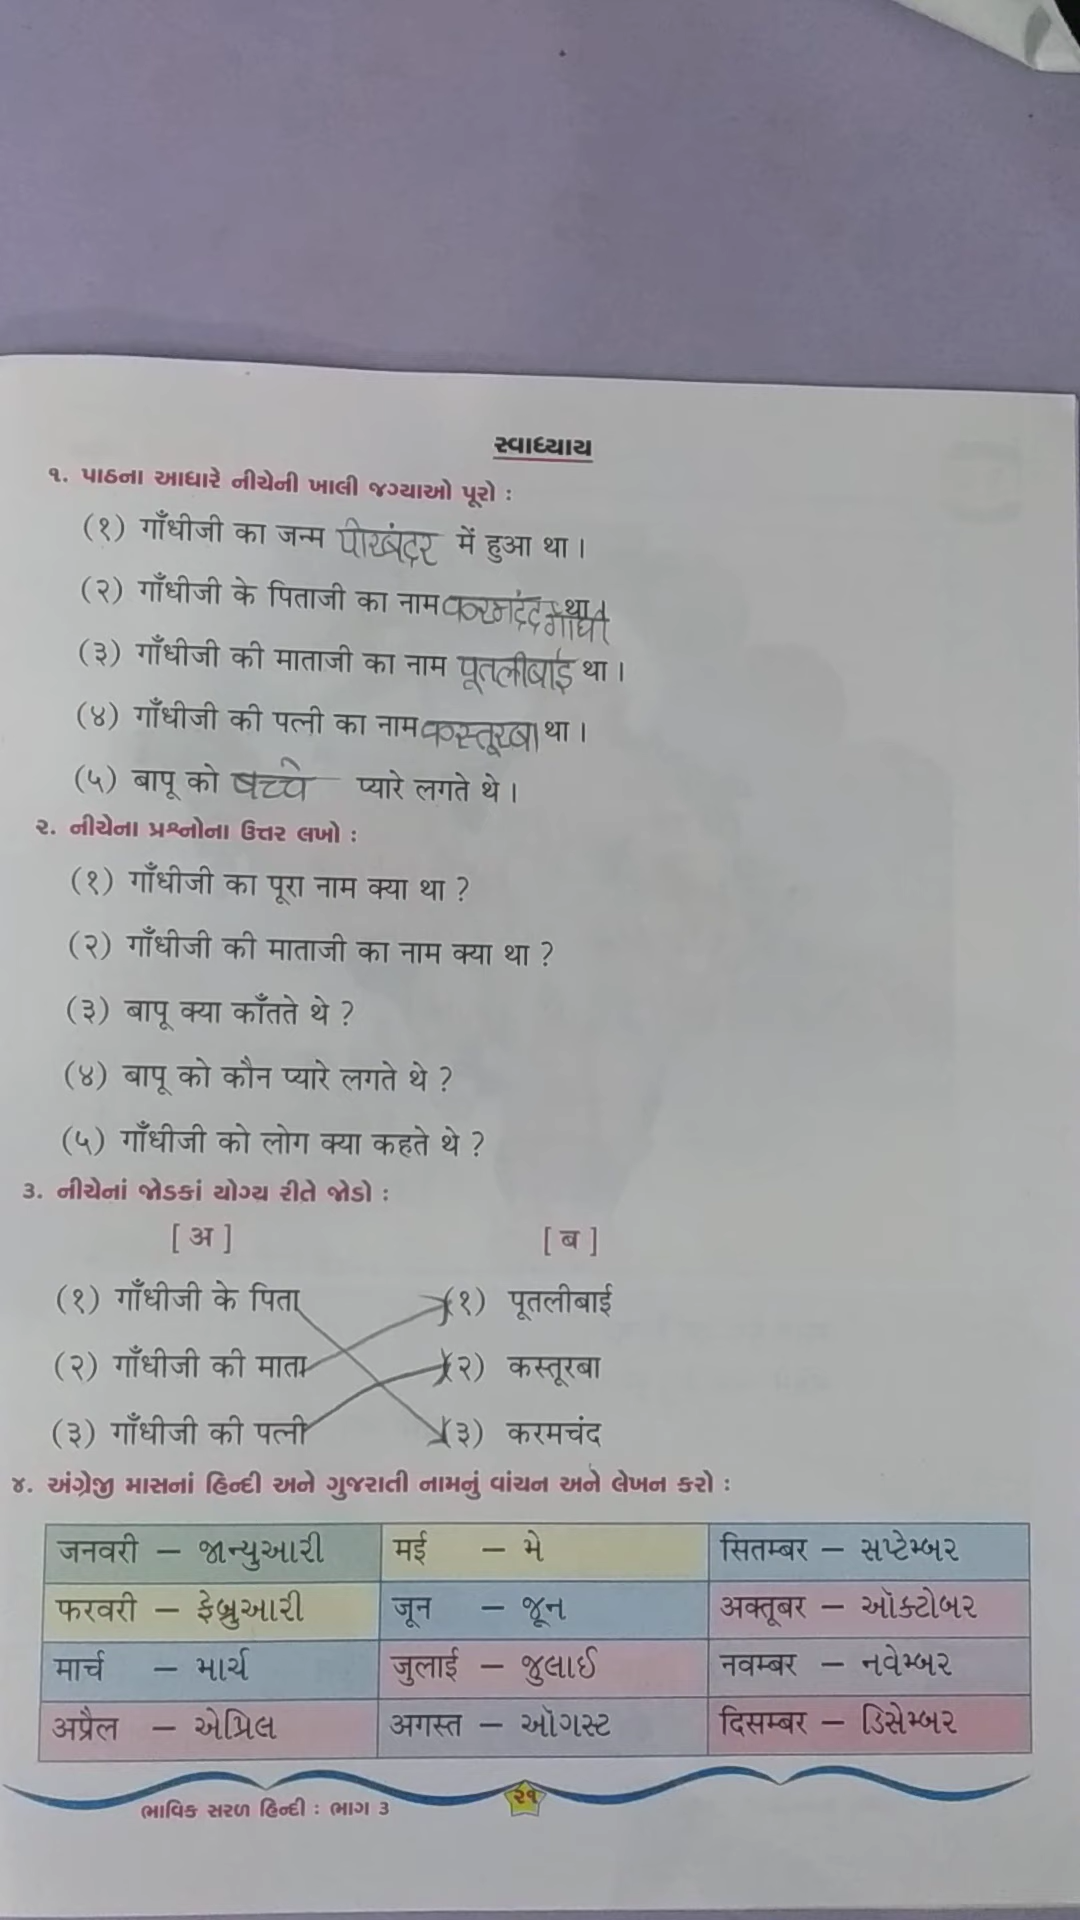 સ્વાધ્યાય
૧. પાઠના આધારે નીચેની ખાલી જગ્યાઓ પૂરો :
(१) गाँधीजी का जन्म पोरबंदर में हुआ था ।
(२) गाँधीजी के पिताजी का नाम गाँधी था ।
(३) गाँधीजी की माताजी का नाम पूतलीबाई था ।
(४) गाँधीजी की पत्नी का नाम कस्तूरबा था ।
(५) बापू को बच्चे प्यारे लगते थे ।
૨. નીચેના પ્રશ્નોના ઉત્તર લખો :
(१) गाँधीजी का पूरा नाम क्या था ?
(२) गाँधीजी की माताजी का नाम क्या था ?
(३) बापू क्या काँतते थे ?
(४) बापू को कौन प्यारे लगते थे ?
(५) गाँधीजी को लोग क्या कहते थे ?
૩. નીચેનાં જોડકાં યોગ્ય રીતે જોડો :
[ अ ] [ ब ]
(१) गाँधीजी के पिता (१) पूतलीबाई
(२) गाँधीजी की माता (२) कस्तूरबा
(३) गाँधीजी की पत्नी (३) करमचंद
૪. અંગ્રેજી માસનાં હિન્દી અને ગુજરાતી નામનું વાંચન અને લેખન કરો :
जनवरी – જાન્યુઆરી मई – મે सितम्बर – સપ્ટેમ્બર
फरवरी – ફેબ્રુઆરી जून – જૂન अक्तूबर – ઑક્ટોબર
मार्च – માર્ચ जुलाई – જુલાઈ नवम्बर – નવેમ્બર
अप्रैल – એપ્રિલ अगस्त – ઑગસ્ટ दिसम्बर – ડિસેમ્બર
ભાવિક સરળ હિન્દી : ભાગ ૩ ૨૧